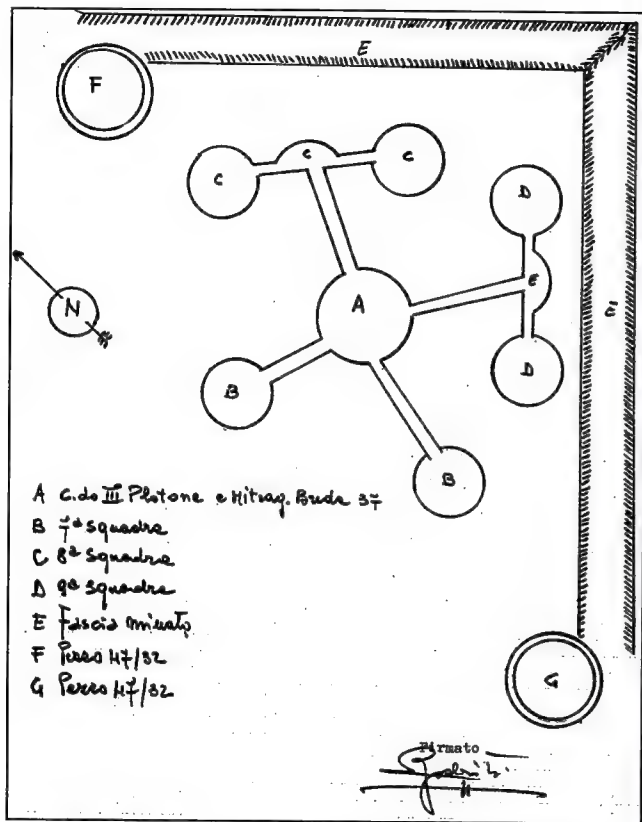 E
F
C
C
C
D
N
A
E
E
B
D
B
A C.do III Plotone e Mitrag. Breda 37
B 7ª Squadra
C 8ª Squadra
D 9ª Squadra
E Fascia minata
F Pezzo 47/32
G Pezzo 47/32
G
Firmato